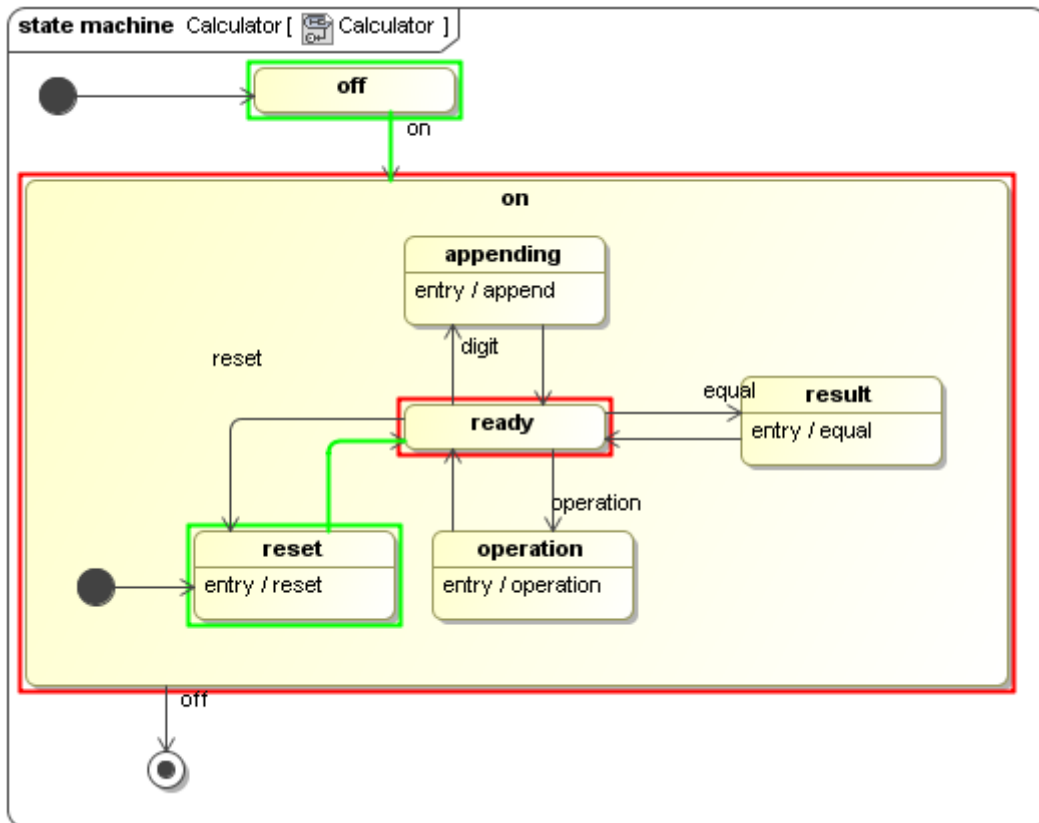 state machine Calculator [ Calculator ]
off
on
on
appending
entry / append
digit
reset
equal
result
entry / equal
ready
operation
reset
entry / reset
operation
entry / operation
off